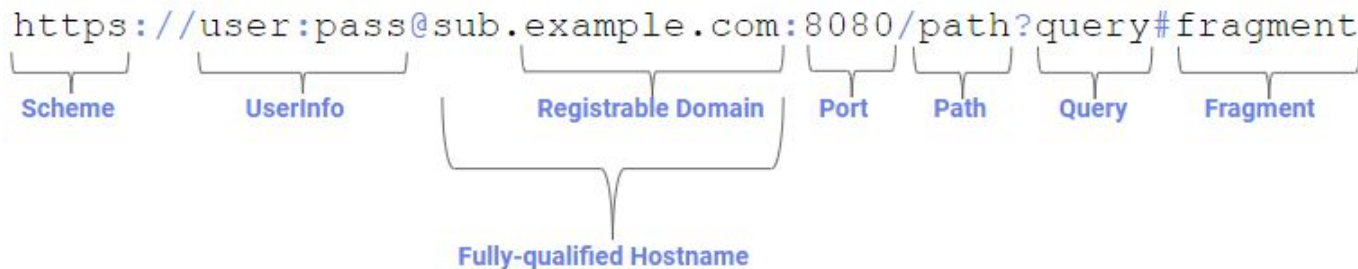 https://user:pass@sub.example.com:8080/path?query#fragment
Scheme UserInfo Registrable Domain Port Path Query Fragment
Fully-qualified Hostname